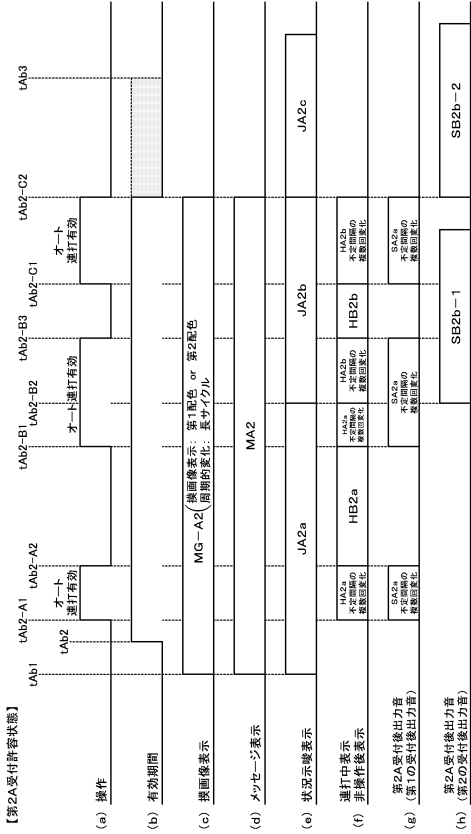 【第2A受付許容状態】
tAb1
tAb2
tAb2-A1
tAb2-A2
tAb2-B1
tAb2-B2
tAb2-B3
tAb2-C1
tAb2-C2
tAb3
(a) 操作
オート
連打有効
オート連打有効
オート
連打有効
(b) 有効期間
(c) 摸画像表示
MG-A2(摸画像表示: 第1配色 or 第2配色
周期的変化: 長サイクル)
(d) メッセージ表示
MA2
(e) 状況示唆表示
JA2a
JA2b
JA2c
(f) 連打中表示
非操作後表示
HA2a
不定間隔の
複数回変化
HB2a
HA2a
不定間隔の
複数回変化
HA2b
不定間隔の
複数回変化
HB2b
HA2b
不定間隔の
複数回変化
(g) 第2A受付後出力音
(第1の受付後出力音)
SA2a
不定間隔の
複数回変化
SA2a
不定間隔の
複数回変化
SA2a
不定間隔の
複数回変化
(h) 第2A受付後出力音
(第2の受付後出力音)
SB2b-1
SB2b-2